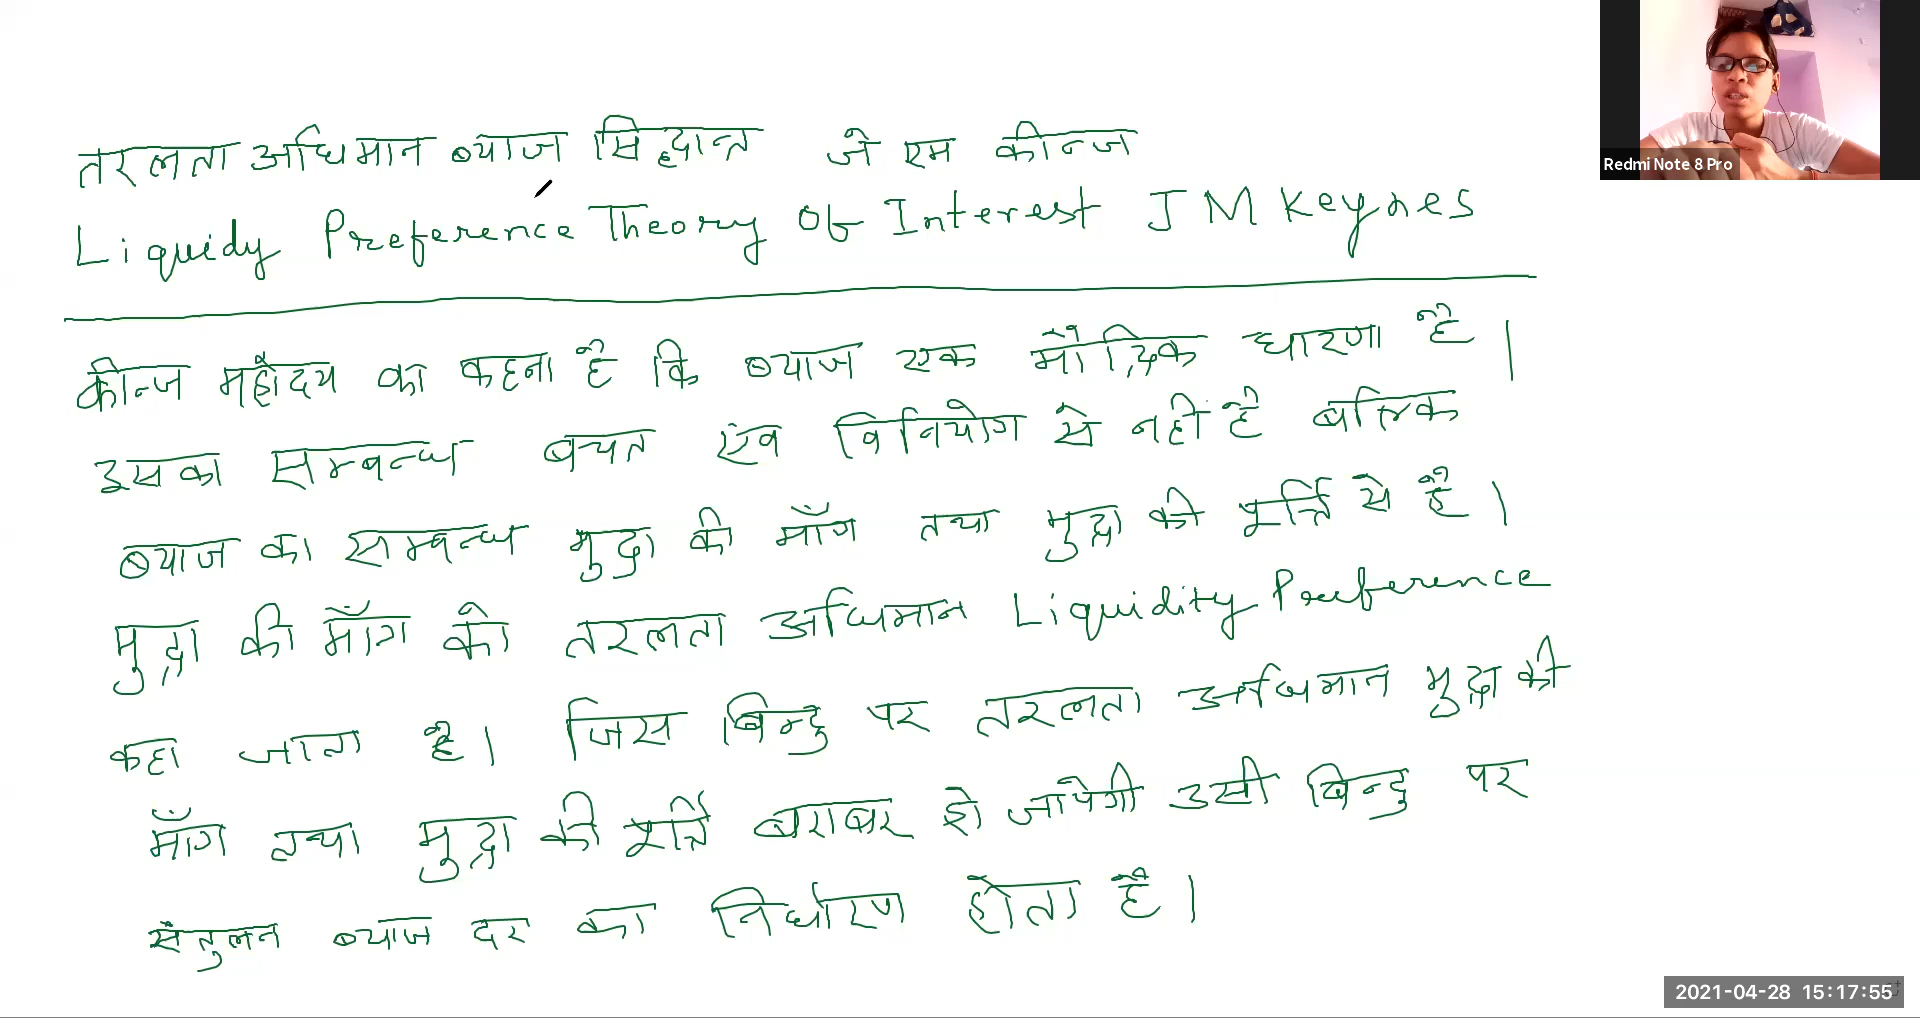 तरलता अधिमान ब्याज सिद्धान्त जे एम कीन्ज
Liquidy Preference Theory Of Interest J M Keynes
कीन्ज महोदय का कहना है कि ब्याज एक मौद्रिक धारणा है।
उसका सम्बन्ध बचत एंव विनियोग से नही है बल्कि
ब्याज का सम्बन्ध मुद्रा की माँग तथा मुद्रा की पूर्त्ति से है।
मुद्रा की माँग को तरलता अधिमान Liquidity Preference
कहा जाता है। जिस बिन्दु पर तरलता अधिमान मुद्रा की
माँग तथा मुद्रा की पूर्त्ति बराबर हो जायेगी उसी बिन्दु पर
संतुलन ब्याज दर का निर्धारण होता है।
Redmi Note 8 Pro
2021-04-28 15:17:55